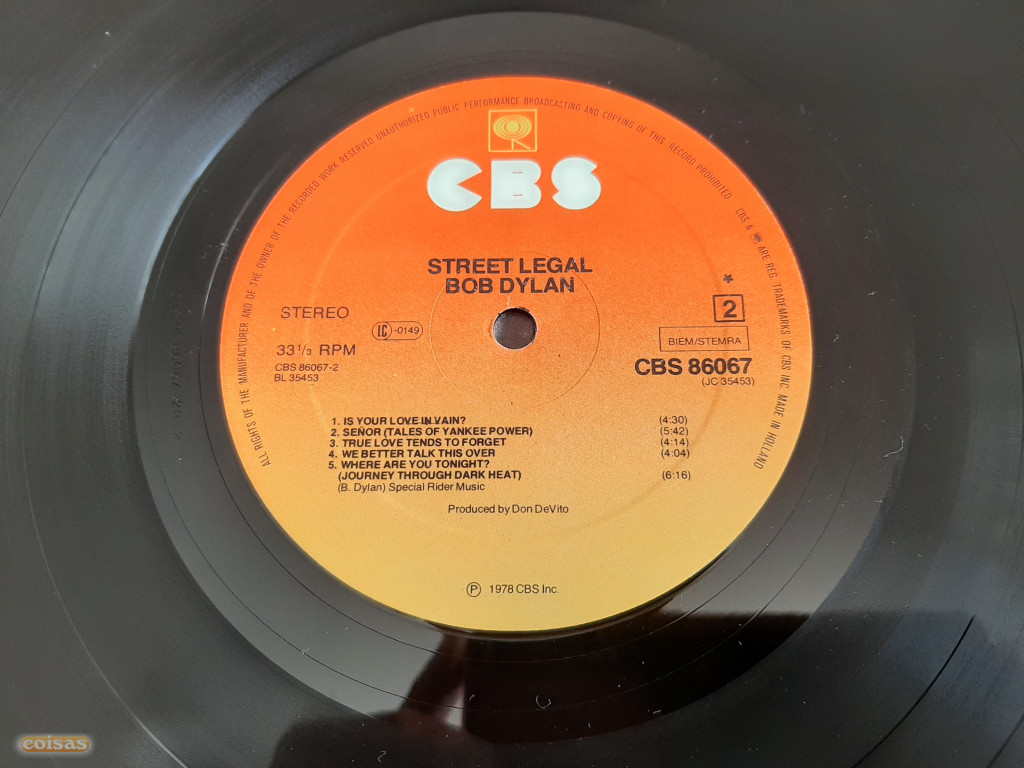 ALL RIGHTS OF THE MANUFACTURER AND OF THE OWNER OF THE RECORDED WORK RESERVED UNAUTHORIZED PUBLIC PERFORMANCE BROADCASTING AND COPYING OF THIS RECORD PROHIBITED CBS & ARE REG. TRADEMARKS OF CBS INC. MADE IN HOLLAND
CBS
STREET LEGAL
BOB DYLAN
STEREO
33 1/3 RPM
CBS 86067-2
BL 35453
LC -0149
*
2
BIEM/STEMRA
CBS 86067
(JC 35453)
1. IS YOUR LOVE IN VAIN? (4:30)
2. SEÑOR (TALES OF YANKEE POWER) (5:42)
3. TRUE LOVE TENDS TO FORGET (4:14)
4. WE BETTER TALK THIS OVER (4:04)
5. WHERE ARE YOU TONIGHT?
(JOURNEY THROUGH DARK HEAT) (6:16)
(B. Dylan) Special Rider Music
Produced by Don DeVito
℗ 1978 CBS Inc.
coisas